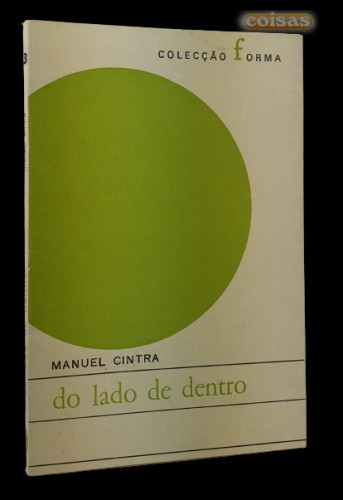 coisas
COLECÇÃO FORMA
MANUEL CINTRA
do lado de dentro